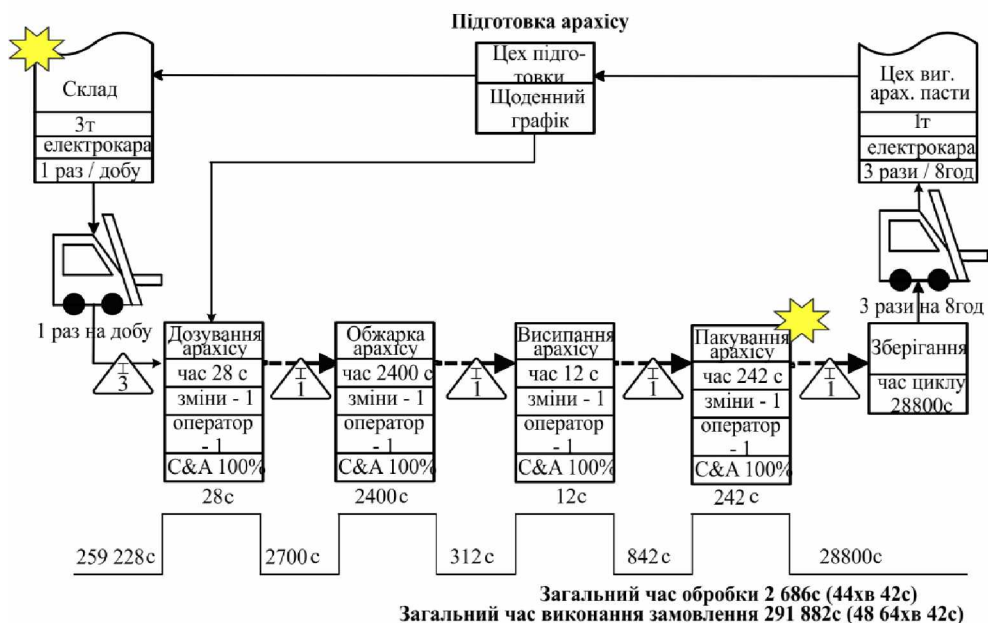 Підготовка арахісу
Склад
3т
електрокара
1 раз / добу
Цех підго-
товки
Щоденний
графік
Цех виг.
арах. пасти
1т
електрокара
3 рази / 8год
1 раз на добу
3 рази на 8год
I
3
Дозування
арахісу
час 28 с
зміни - 1
оператор
- 1
C&A 100%
I
1
Обжарка
арахісу
час 2400 с
зміни - 1
оператор
- 1
C&A 100%
I
1
Висипання
арахісу
час 12 с
зміни - 1
оператор
- 1
C&A 100%
I
1
Пакування
арахісу
час 242 с
зміни - 1
оператор
- 1
C&A 100%
I
1
Зберігання
час циклу
28800с
28с
2400с
12с
242с
259 228с
2700с
312с
842с
28800с
Загальний час обробки 2 686с (44хв 42с)
Загальний час виконання замовлення 291 882с (48 64хв 42с)